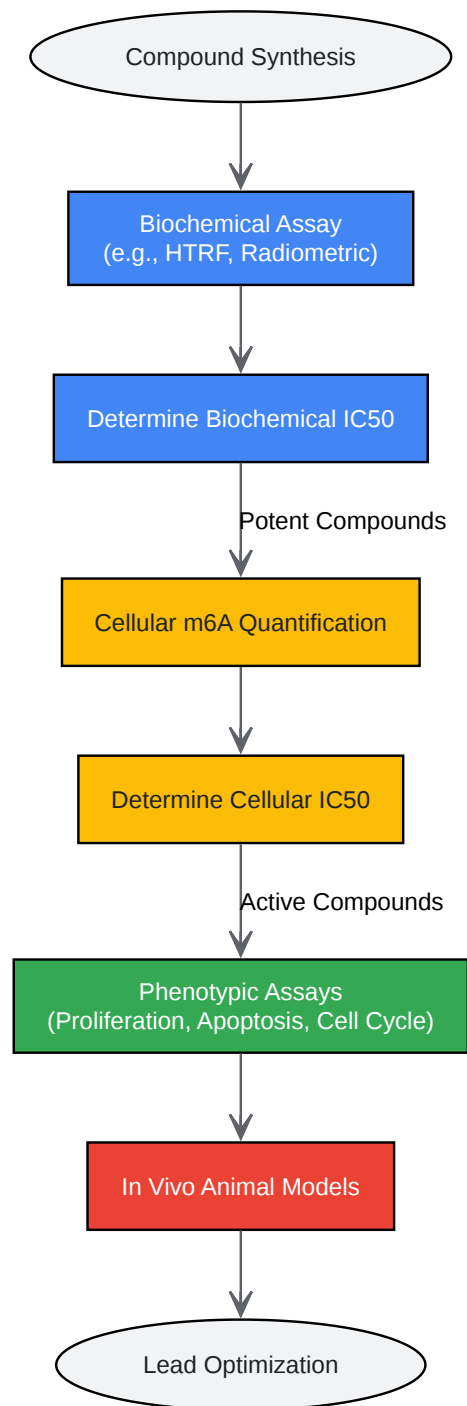 Compound Synthesis
Biochemical Assay
(e.g., HTRF, Radiometric)
Determine Biochemical IC50
Potent Compounds
Cellular m6A Quantification
Determine Cellular IC50
Active Compounds
Phenotypic Assays
(Proliferation, Apoptosis, Cell Cycle)
In Vivo Animal Models
Lead Optimization